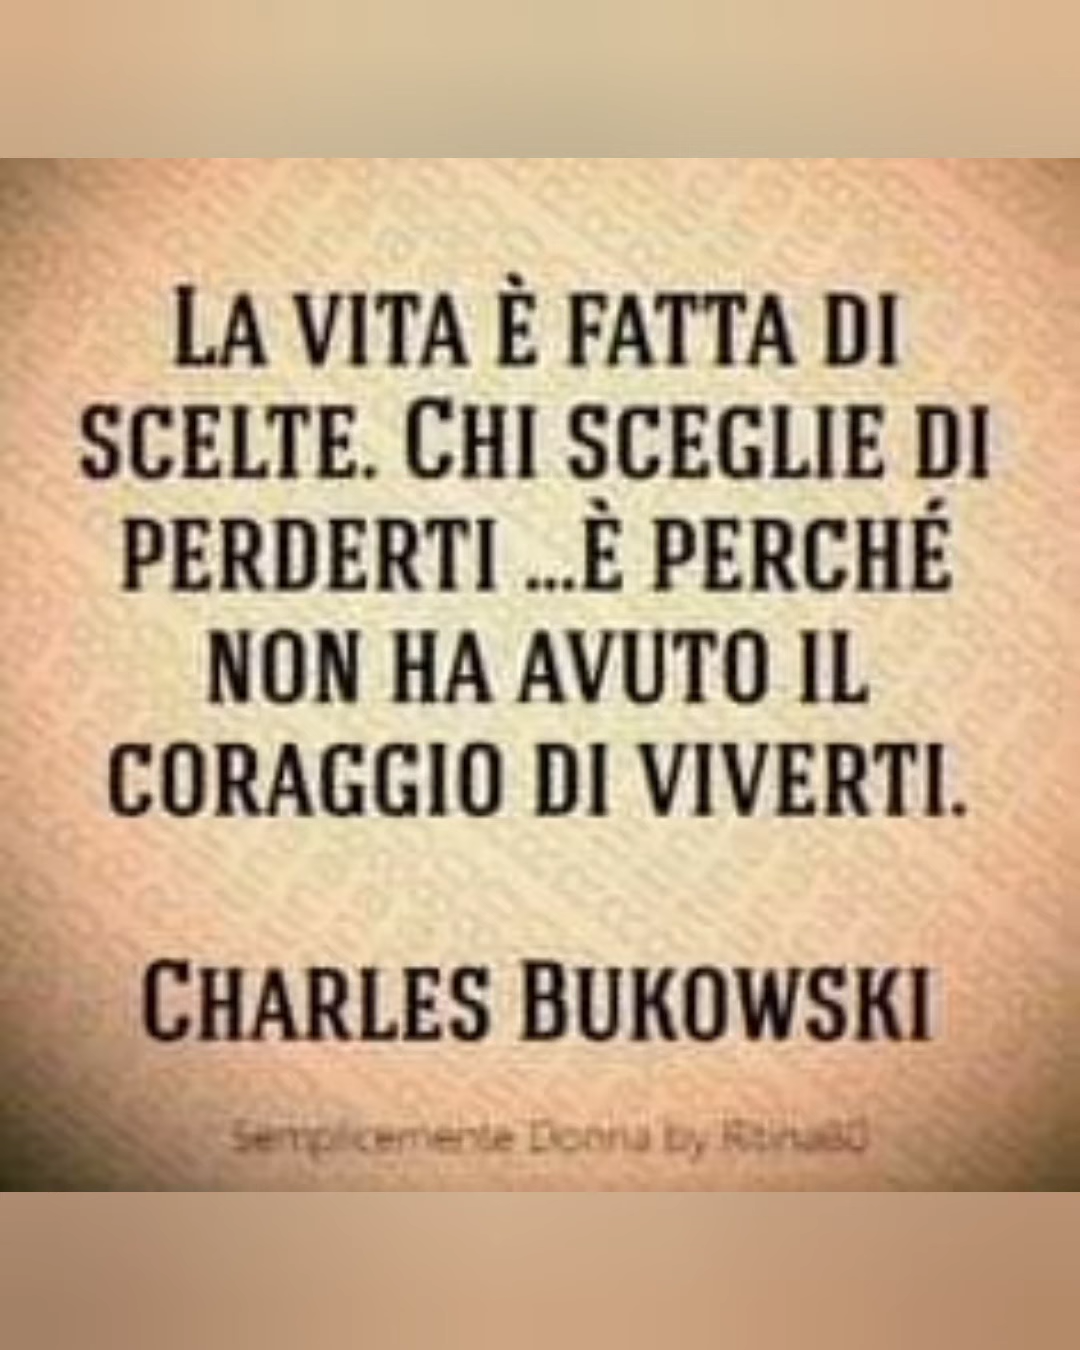 La vita è fatta di
scelte. Chi sceglie di
perderti ...è perché
non ha avuto il
coraggio di viverti.
Charles Bukowski
Semplicemente Donna by Ritina80